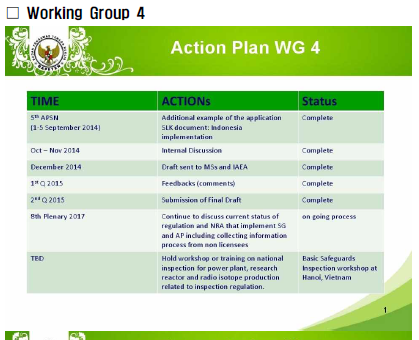 □ Working Group 4
Action Plan WG 4
TIME ACTIONs Status
5th APSN Additional example of the application Complete
(1-5 September 2014) SLK document: Indonesia
implementation
Oct – Nov 2014 Internal Discussion Complete
December 2014 Draft sent to MSs and IAEA Complete
1st Q 2015 Feedbacks (comments) Complete
2nd Q 2015 Submission of Final Draft Complete
8th Plenary 2017 Continue to discuss current status of on going process
regulation and NRA that implement SG
and AP including collecting information
process from non licensees
TBD Hold workshop or training on national Basic Safeguards
inspection for power plant, research Inspection workshop at
reactor and radio isotope production Hanoi, Vietnam
related to inspection regulation.
1